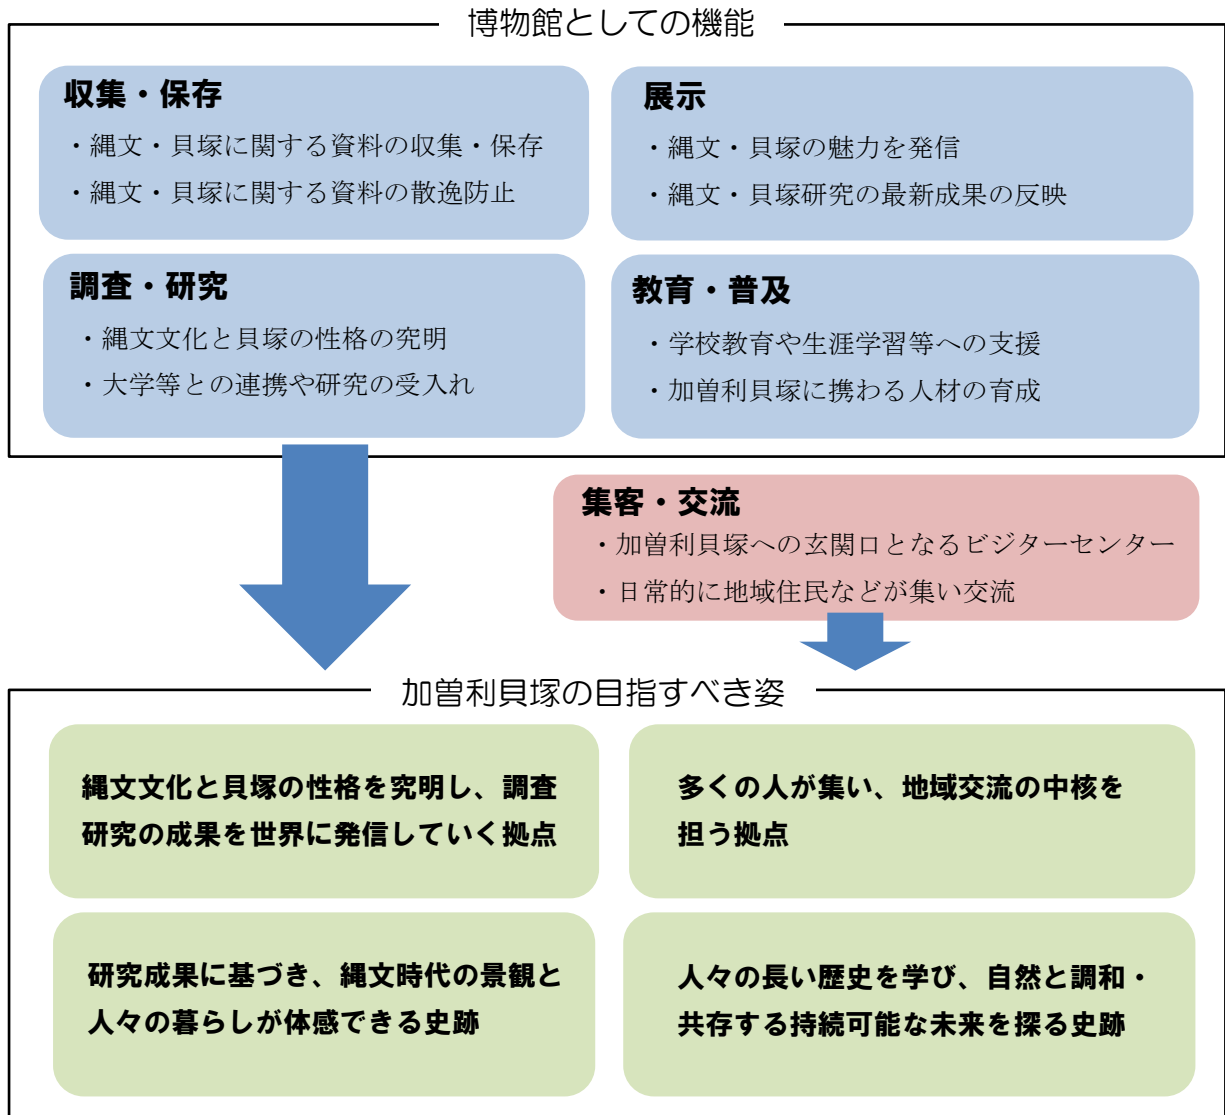 博物館としての機能
収集・保存
・縄文・貝塚に関する資料の収集・保存
・縄文・貝塚に関する資料の散逸防止
展示
・縄文・貝塚の魅力を発信
・縄文・貝塚研究の最新成果の反映
調査・研究
・縄文文化と貝塚の性格の究明
・大学等との連携や研究の受入れ
教育・普及
・学校教育や生涯学習等への支援
・加曽利貝塚に携わる人材の育成
集客・交流
・加曽利貝塚への玄関口となるビジターセンター
・日常的に地域住民などが集い交流
加曽利貝塚の目指すべき姿
縄文文化と貝塚の性格を究明し、調査
研究の成果を世界に発信していく拠点
多くの人が集い、地域交流の中核を
担う拠点
研究成果に基づき、縄文時代の景観と
人々の暮らしが体感できる史跡
人々の長い歴史を学び、自然と調和・
共存する持続可能な未来を探る史跡